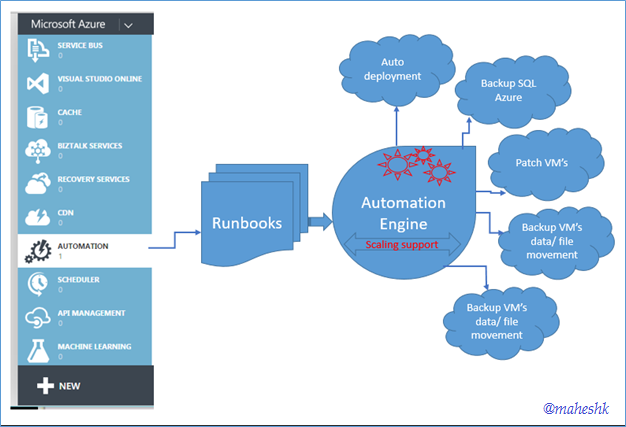 Microsoft Azure
SERVICE BUS
0
VISUAL STUDIO ONLINE
0
CACHE
0
BIZTALK SERVICES
0
RECOVERY SERVICES
0
CDN
0
AUTOMATION
1
SCHEDULER
0
API MANAGEMENT
0
MACHINE LEARNING
0
NEW
Runbooks
Automation
Engine
Scaling support
Auto
deployment
Backup SQL
Azure
Patch VM's
Backup VM's
data/ file
movement
Backup VM's
data/ file
movement
@maheshk